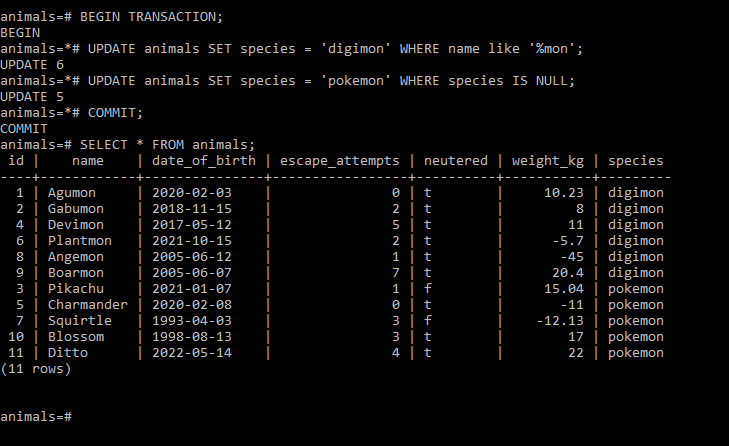 animals=# BEGIN TRANSACTION;
BEGIN
animals=*# UPDATE animals SET species = 'digimon' WHERE name like '%mon';
UPDATE 6
animals=*# UPDATE animals SET species = 'pokemon' WHERE species IS NULL;
UPDATE 5
animals=*# COMMIT;
COMMIT
animals=# SELECT * FROM animals;
 id |    name    | date_of_birth | escape_attempts | neutered | weight_kg | species
----+------------+---------------+-----------------+----------+-----------+---------
  1 | Agumon     | 2020-02-03    |               0 | t        |     10.23 | digimon
  2 | Gabumon    | 2018-11-15    |               2 | t        |         8 | digimon
  4 | Devimon    | 2017-05-12    |               5 | t        |        11 | digimon
  6 | Plantmon   | 2021-10-15    |               2 | t        |      -5.7 | digimon
  8 | Angemon    | 2005-06-12    |               1 | t        |       -45 | digimon
  9 | Boarmon    | 2005-06-07    |               7 | t        |      20.4 | digimon
  3 | Pikachu    | 2021-01-07    |               1 | f        |     15.04 | pokemon
  5 | Charmander | 2020-02-08    |               0 | t        |       -11 | pokemon
  7 | Squirtle   | 1993-04-03    |               3 | f        |    -12.13 | pokemon
 10 | Blossom    | 1998-08-13    |               3 | t        |        17 | pokemon
 11 | Ditto      | 2022-05-14    |               4 | t        |        22 | pokemon
(11 rows)
animals=#